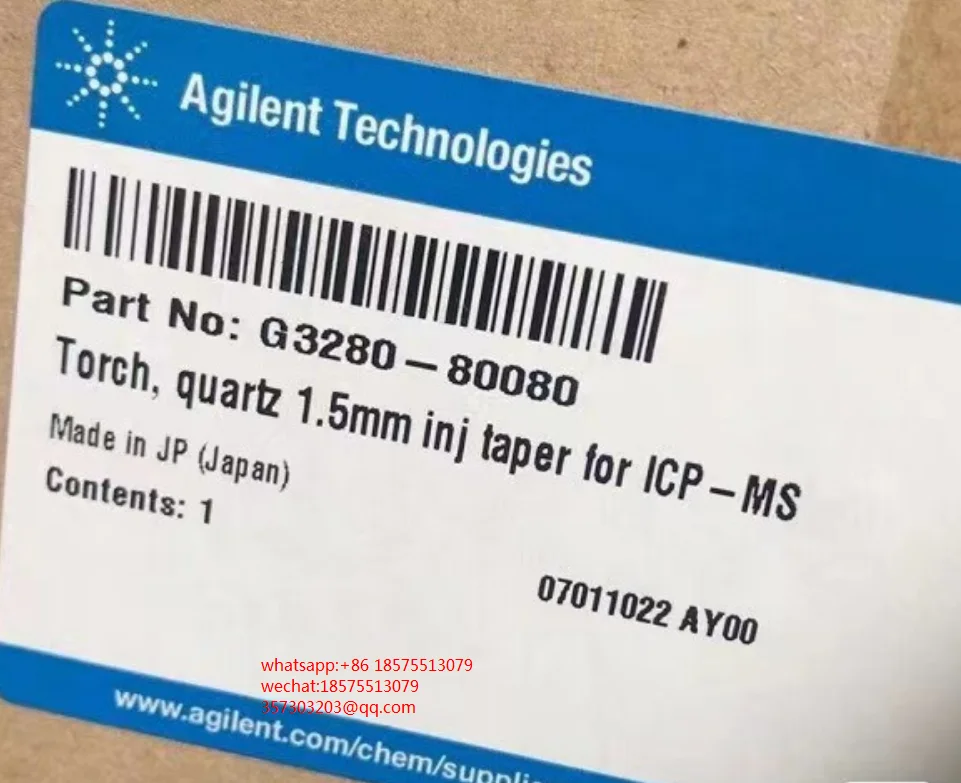 Agilent Technologies
Part No: G3280-80080
Torch, quartz 1.5mm inj taper for ICP-MS
Made in JP (Japan)
Contents: 1
07011022 AY00
whatsapp:+86 18575513079
wechat:18575513079
357303203@qq.com
www.agilent.com/chem/suppli